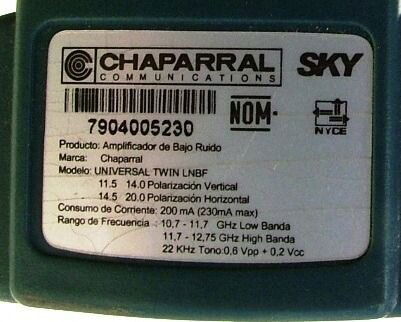 CHAPARRAL
COMMUNICATIONS
SKY
7904005230
NOM
NYCE
Producto: Amplificador de Bajo Ruido
Marca: Chaparral
Modelo: UNIVERSAL TWIN LNBF
11.5 14.0 Polarización Vertical
14.5 20.0 Polarización Horizontal
Consumo de Corriente: 200 mA (230mA max)
Rango de Frecuencia : 10,7 - 11,7 GHz Low Banda
11,7 - 12,75 GHz High Banda
22 KHz Tono:0,6 Vpp + 0,2 Vcc